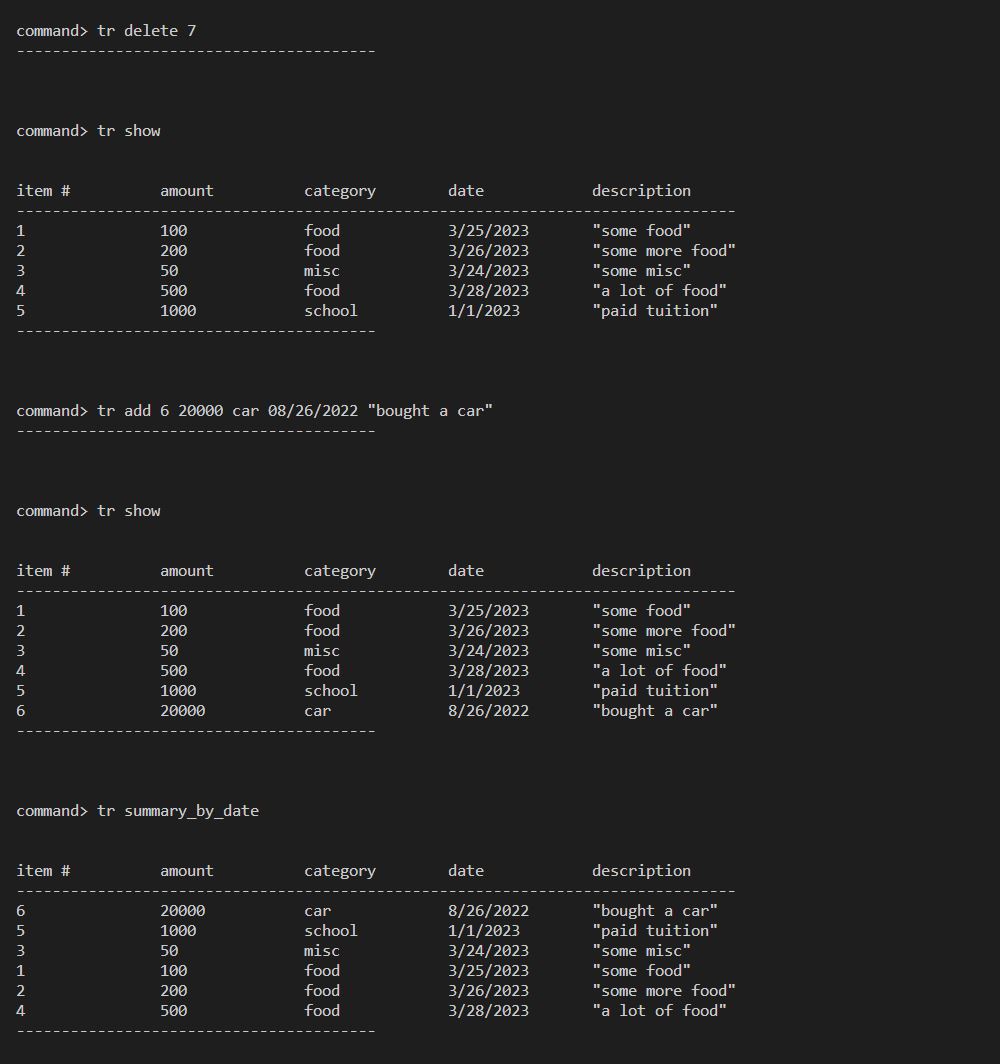 command> tr delete 7
----------------------------------------
command> tr show
item #          amount          category        date            description
--------------------------------------------------------------------------------
1               100             food            3/25/2023       "some food"
2               200             food            3/26/2023       "some more food"
3               50              misc            3/24/2023       "some misc"
4               500             food            3/28/2023       "a lot of food"
5               1000            school          1/1/2023        "paid tuition"
----------------------------------------
command> tr add 6 20000 car 08/26/2022 "bought a car"
----------------------------------------
command> tr show
item #          amount          category        date            description
--------------------------------------------------------------------------------
1               100             food            3/25/2023       "some food"
2               200             food            3/26/2023       "some more food"
3               50              misc            3/24/2023       "some misc"
4               500             food            3/28/2023       "a lot of food"
5               1000            school          1/1/2023        "paid tuition"
6               20000           car             8/26/2022       "bought a car"
----------------------------------------
command> tr summary_by_date
item #          amount          category        date            description
--------------------------------------------------------------------------------
6               20000           car             8/26/2022       "bought a car"
5               1000            school          1/1/2023        "paid tuition"
3               50              misc            3/24/2023       "some misc"
1               100             food            3/25/2023       "some food"
2               200             food            3/26/2023       "some more food"
4               500             food            3/28/2023       "a lot of food"
----------------------------------------